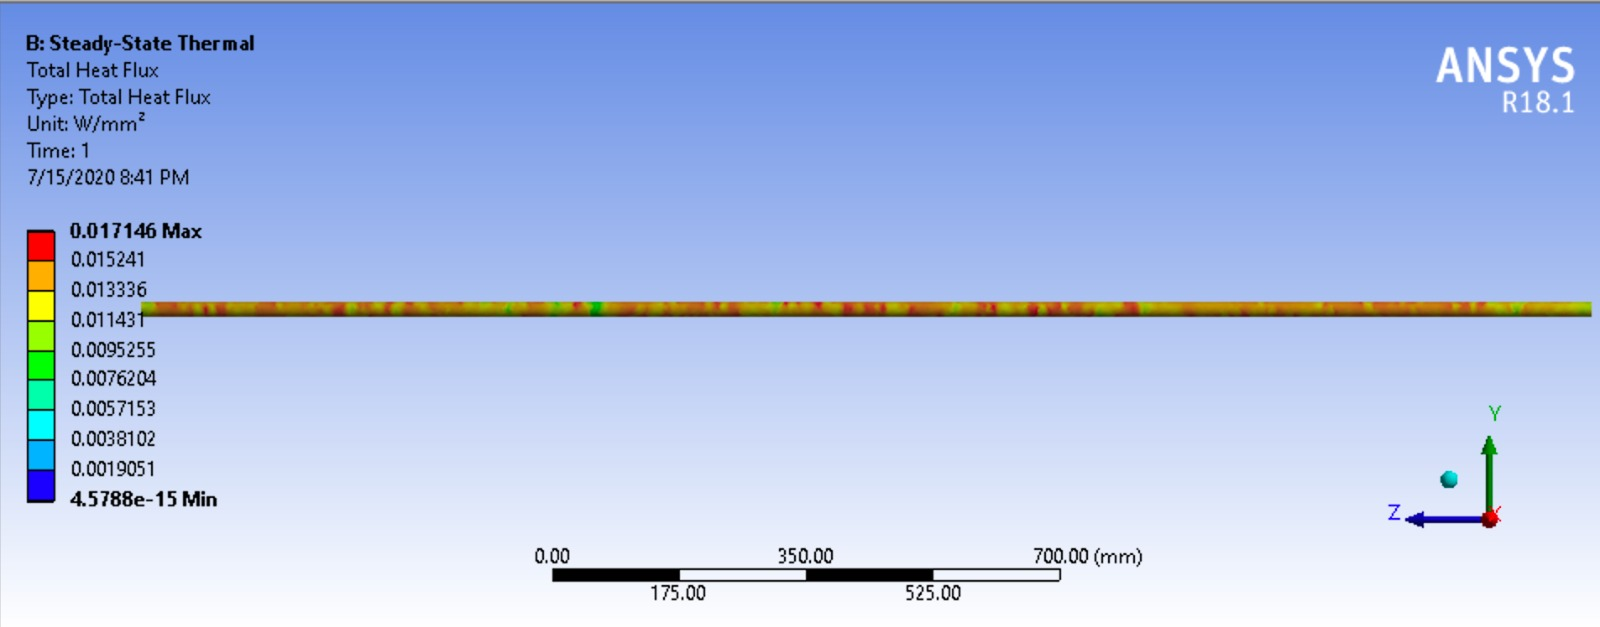 B: Steady-State Thermal
Total Heat Flux
Type: Total Heat Flux
Unit: W/mm²
Time: 1
7/15/2020 8:41 PM
ANSYS
R18.1
0.017146 Max
0.015241
0.013336
0.011431
0.0095255
0.0076204
0.0057153
0.0038102
0.0019051
4.5788e-15 Min
Y
Z X
0.00 350.00 700.00 (mm)
175.00 525.00